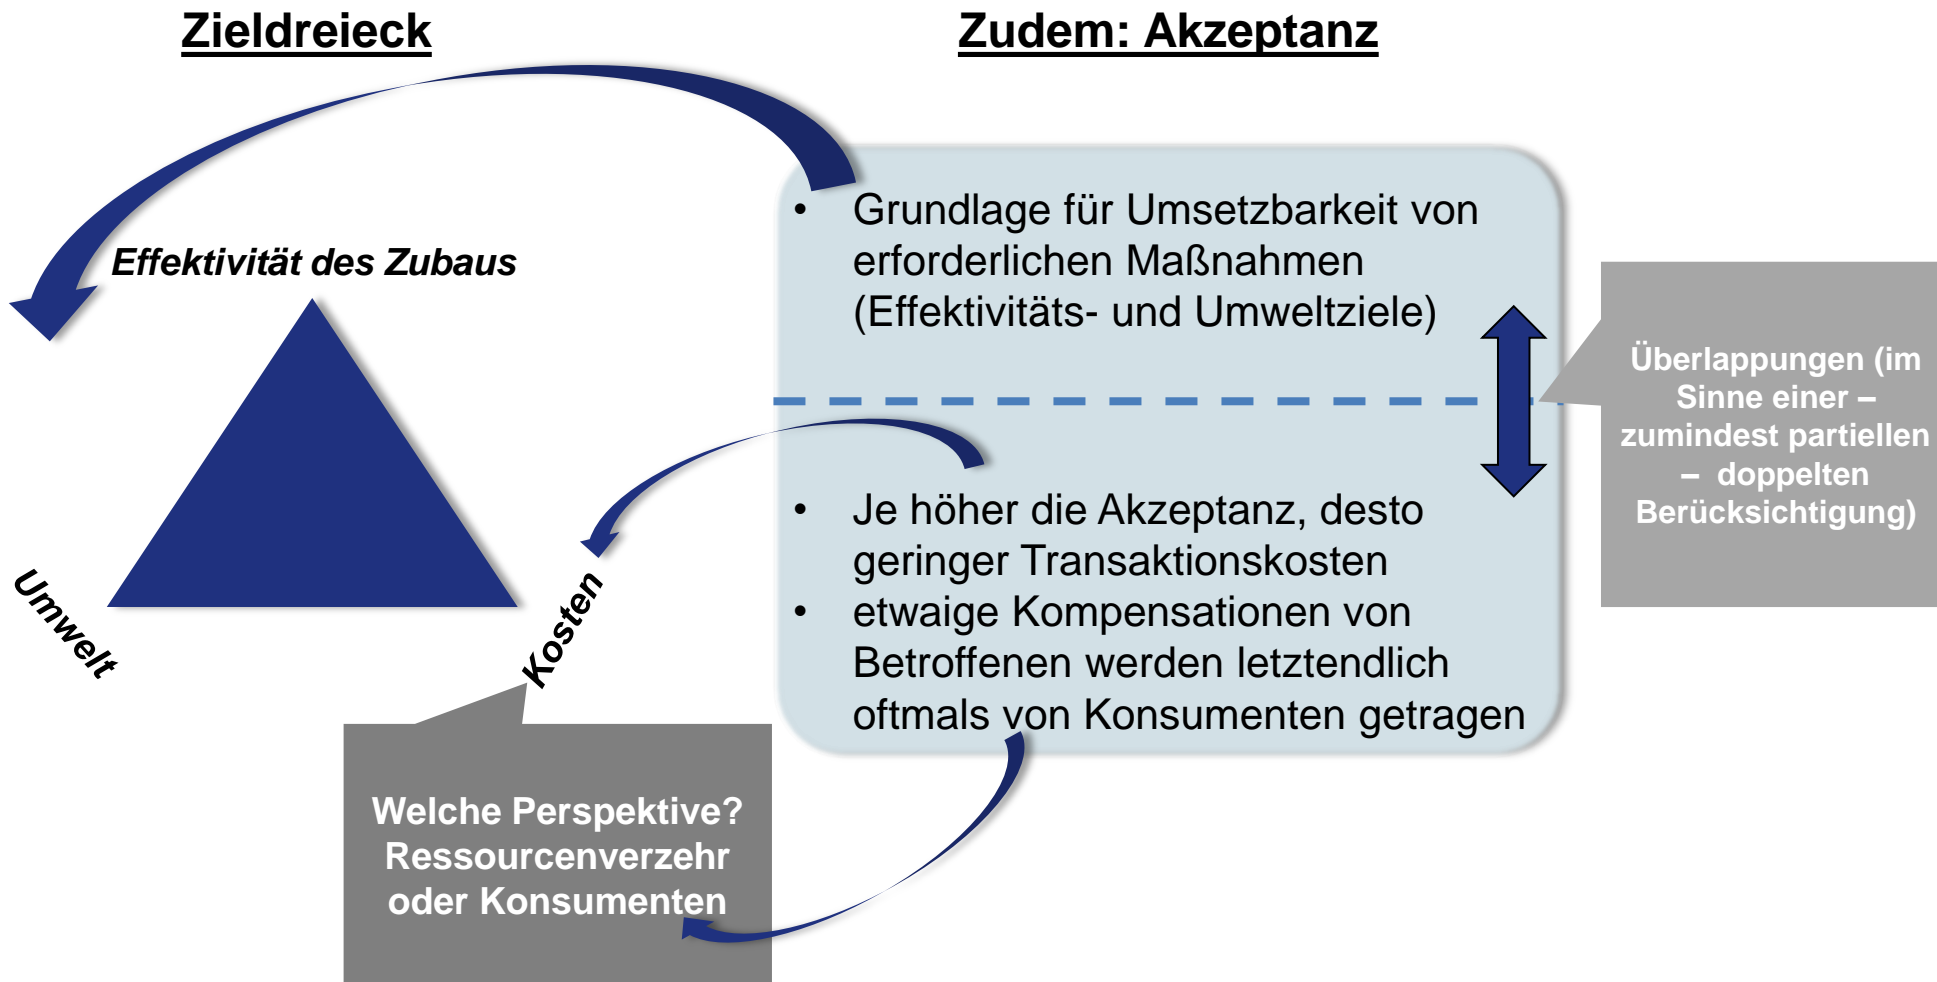 Zieldreieck
Zudem: Akzeptanz
Effektivität des Zubaus
Umwelt
Kosten
Welche Perspektive?
Ressourcenverzehr
oder Konsumenten
• Grundlage für Umsetzbarkeit von
erforderlichen Maßnahmen
(Effektivitäts- und Umweltziele)
• Je höher die Akzeptanz, desto
geringer Transaktionskosten
• etwaige Kompensationen von
Betroffenen werden letztendlich
oftmals von Konsumenten getragen
Überlappungen (im
Sinne einer –
zumindest partiellen
– doppelten
Berücksichtigung)